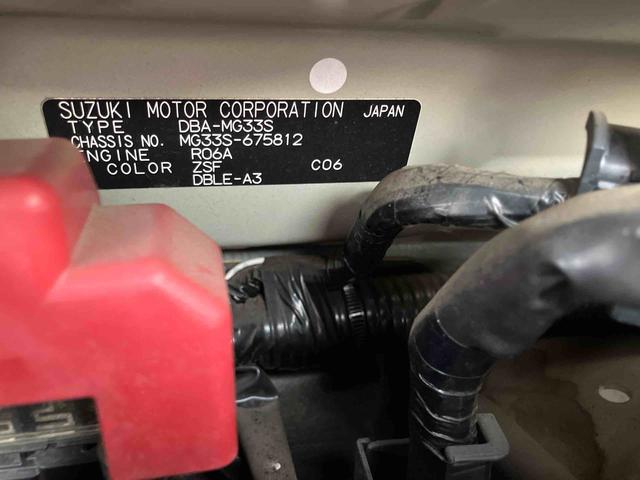 SUZUKI MOTOR CORPORATION JAPAN
TYPE DBA-MG33S
CHASSIS NO. MG33S-675812
ENGINE R06A
COLOR ZSF C06
DBLE-A3